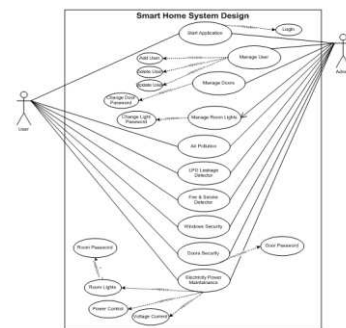 Smart Home System Design
Start Application
Login
Add User
Manage User
Delete User
Update User
Manage Doors
Change Door
Password
Change Light
Password
Manage Room Lights
User
Admin
Air Pollution
LPG Leakage
Detector
Fire & Smoke
Detector
Windows Security
Doors Security
Door Password
Room Password
Electricity Power
Maintainance
Room Lights
Power Control
Voltage Control